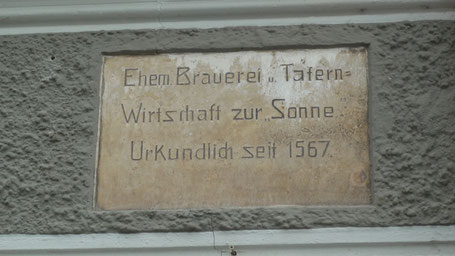 Ehem. Brauerei u. Tafern=
Wirtschaft zur „Sonne“.
Urkundlich seit 1567.